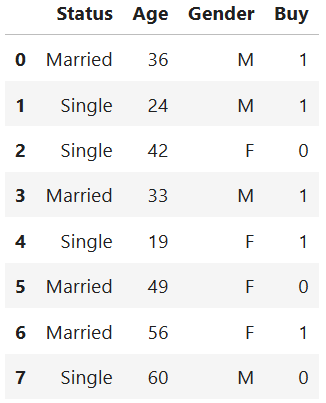 Status Age Gender Buy
0 Married 36 M 1
1 Single 24 M 1
2 Single 42 F 0
3 Married 33 M 1
4 Single 19 F 1
5 Married 49 F 0
6 Married 56 F 1
7 Single 60 M 0